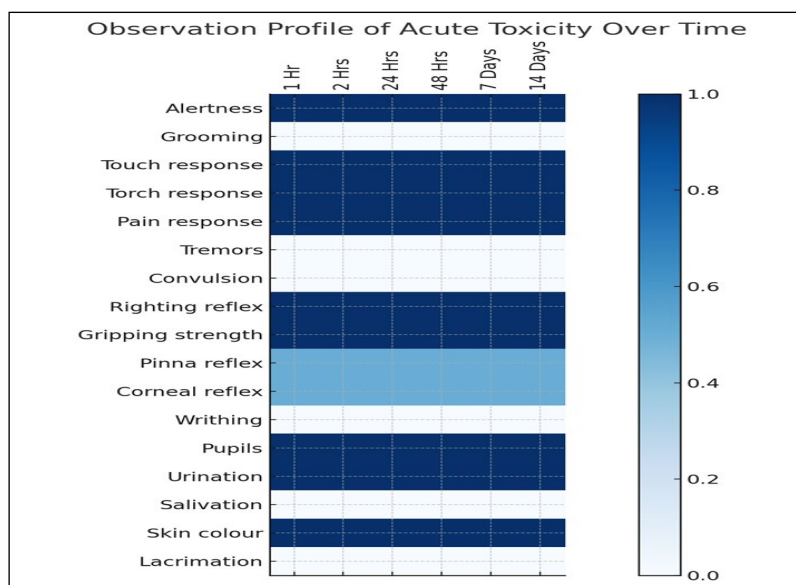 Observation Profile of Acute Toxicity Over Time
1 Hr
2 Hrs
24 Hrs
48 Hrs
7 Days
14 Days
Alertness
Grooming
Touch response
Torch response
Pain response
Tremors
Convulsion
Righting reflex
Gripping strength
Pinna reflex
Corneal reflex
Writhing
Pupils
Urination
Salivation
Skin colour
Lacrimation
1.0
0.8
0.6
0.4
0.2
0.0